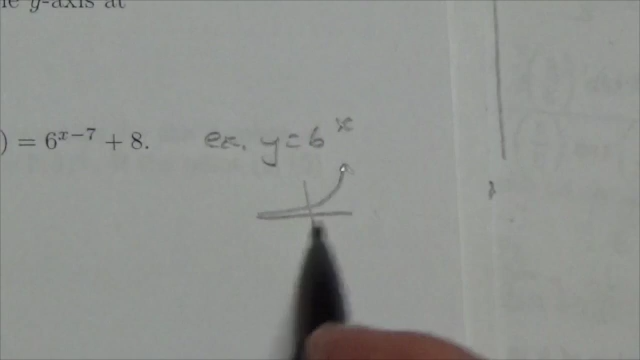 y-axis at
) = 6^{x-7} + 8. ex. y=6^x